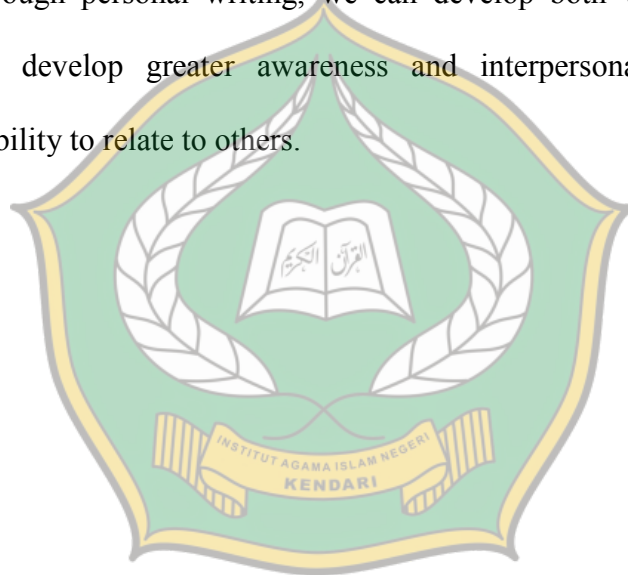 through personal writing, we can develop both
develop greater awareness and
ability to relate to others.
القرآن الكريم
INSTITUT AGAMA ISLAM NEGERI
KENDARI